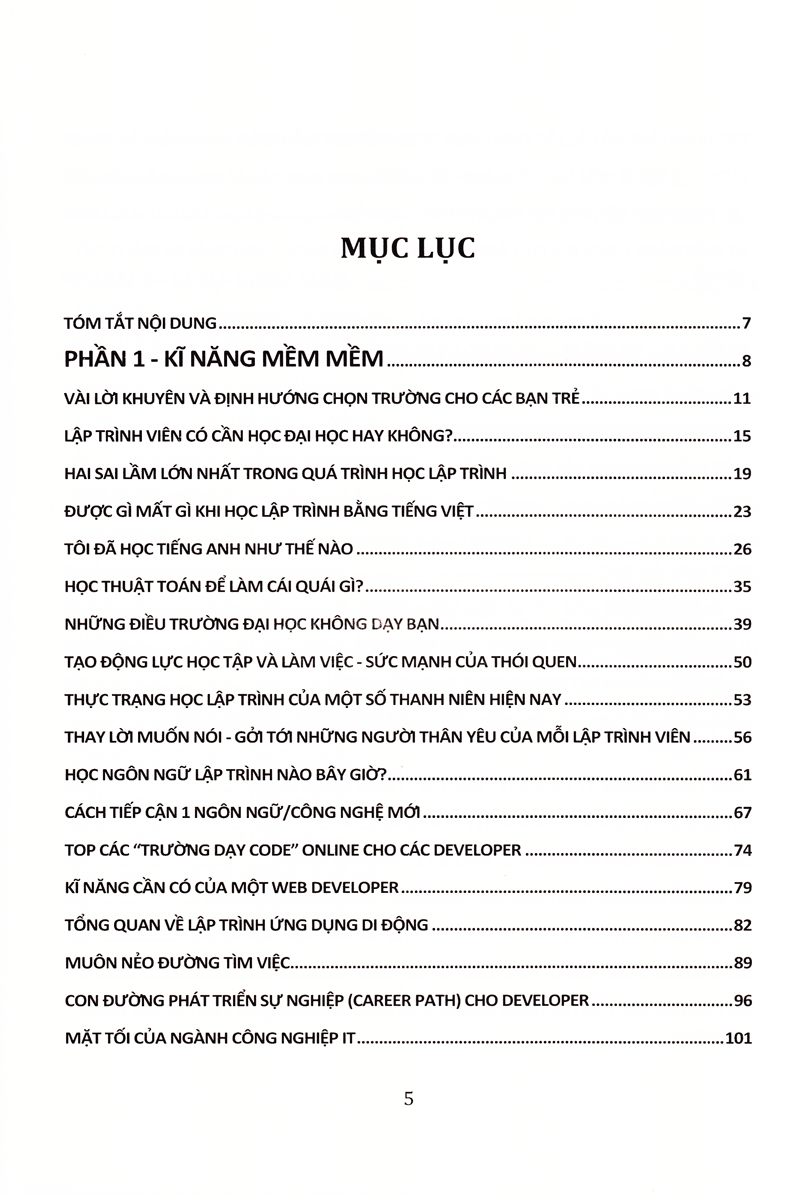 MỤC LỤC
TÓM TẮT NỘI DUNG........7
PHẦN 1 - KĨ NĂNG MỀM MỀM........8
VÀI LỜI KHUYÊN VÀ ĐỊNH HƯỚNG CHỌN TRƯỜNG CHO CÁC BẠN TRẺ........11
LẬP TRÌNH VIÊN CÓ CẦN HỌC ĐẠI HỌC HAY KHÔNG?........15
HAI SAI LẦM LỚN NHẤT TRONG QUÁ TRÌNH HỌC LẬP TRÌNH ........19
ĐƯỢC GÌ MẤT GÌ KHI HỌC LẬP TRÌNH BẰNG TIẾNG VIỆT........23
TÔI ĐÃ HỌC TIẾNG ANH NHƯ THẾ NÀO........26
HỌC THUẬT TOÁN ĐỂ LÀM CÁI QUÁI GÌ?........35
NHỮNG ĐIỀU TRƯỜNG ĐẠI HỌC KHÔNG DẠY BẠN........39
TẠO ĐỘNG LỰC HỌC TẬP VÀ LÀM VIỆC - SỨC MẠNH CỦA THÓI QUEN........50
THỰC TRẠNG HỌC LẬP TRÌNH CỦA MỘT SỐ THANH NIÊN HIỆN NAY........53
THAY LỜI MUỐN NÓI - GỞI TỚI NHỮNG NGƯỜI THÂN YÊU CỦA MỖI LẬP TRÌNH VIÊN........56
HỌC NGÔN NGỮ LẬP TRÌNH NÀO BÂY GIỜ?........61
CÁCH TIẾP CẬN 1 NGÔN NGỮ/CÔNG NGHỆ MỚI........67
TOP CÁC “TRƯỜNG DẠY CODE” ONLINE CHO CÁC DEVELOPER ........74
KĨ NĂNG CẦN CÓ CỦA MỘT WEB DEVELOPER........79
TỔNG QUAN VỀ LẬP TRÌNH ỨNG DỤNG DI ĐỘNG ........82
MUÔN NẺO ĐƯỜNG TÌM VIỆC........89
CON ĐƯỜNG PHÁT TRIỂN SỰ NGHIỆP (CAREER PATH) CHO DEVELOPER........96
MẶT TỐI CỦA NGÀNH CÔNG NGHIỆP IT........101
5